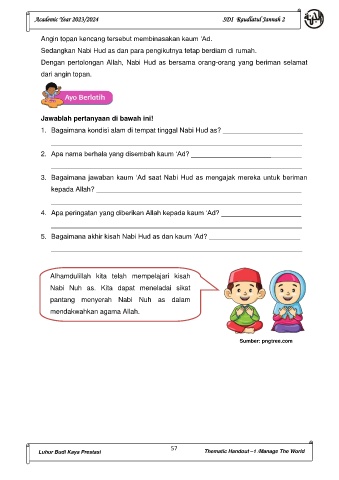 Academic Year 2023/2024 SDI Raudlatul Jannah 2
Angin topan kencang tersebut membinasakan kaum 'Ad.
Sedangkan Nabi Hud as dan para pengikutnya tetap berdiam di rumah.
Dengan pertolongan Allah, Nabi Hud as bersama orang-orang yang beriman selamat
dari angin topan.
Ayo Berlatih
Jawablah pertanyaan di bawah ini!
1. Bagaimana kondisi alam di tempat tinggal Nabi Hud as?
2. Apa nama berhala yang disembah kaum 'Ad?
3. Bagaimana jawaban kaum 'Ad saat Nabi Hud as mengajak mereka untuk beriman
kepada Allah?
4. Apa peringatan yang diberikan Allah kepada kaum 'Ad?
5. Bagaimana akhir kisah Nabi Hud as dan kaum 'Ad?
Alhamdulillah kita telah mempelajari kisah
Nabi Nuh as. Kita dapat meneladai sikat
pantang menyerah Nabi Nuh as dalam
mendakwahkan agama Allah.
Sumber: pngtree.com
Luhur Budi Kaya Prestasi 57 Thematic Handout –1 /Manage The World